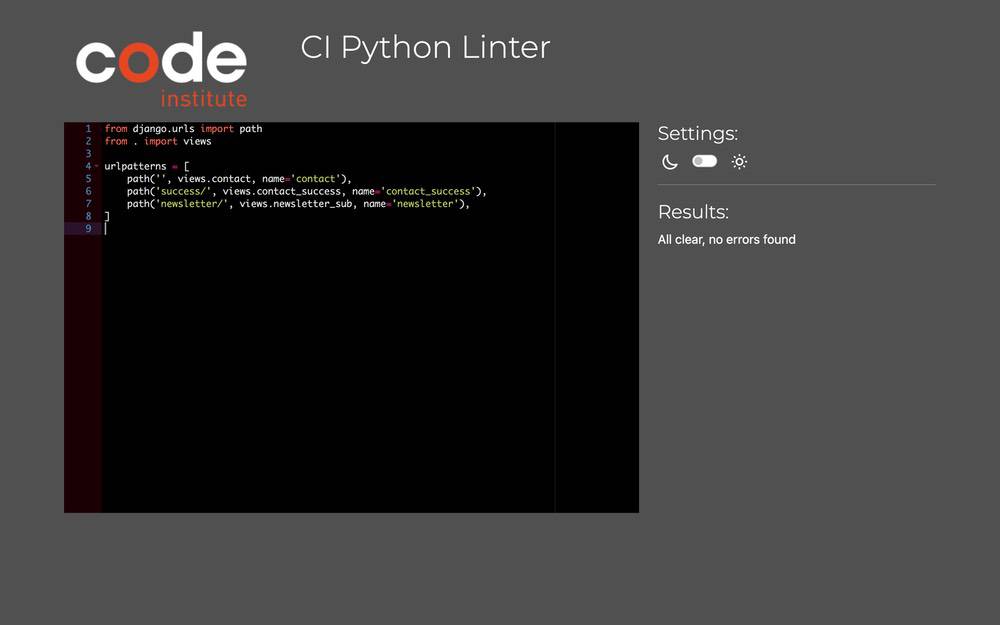 code
institute
CI Python Linter
1 from django.urls import path
2 from . import views
3
4 urlpatterns = [
5     path('', views.contact, name='contact'),
6     path('success/', views.contact_success, name='contact_success'),
7     path('newsletter/', views.newsletter_sub, name='newsletter'),
8 ]
9
Settings:
Results:
All clear, no errors found